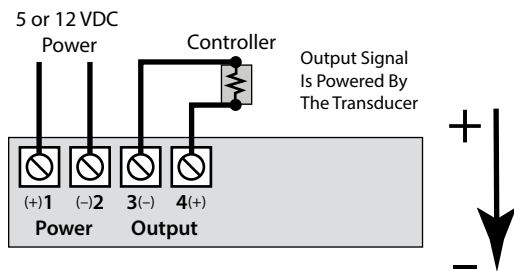 5 or 12 VDC
Power
Controller
Output Signal
Is Powered By
The Transducer
+
(+)1 (–)2 3(–) 4(+)
Power Output
–